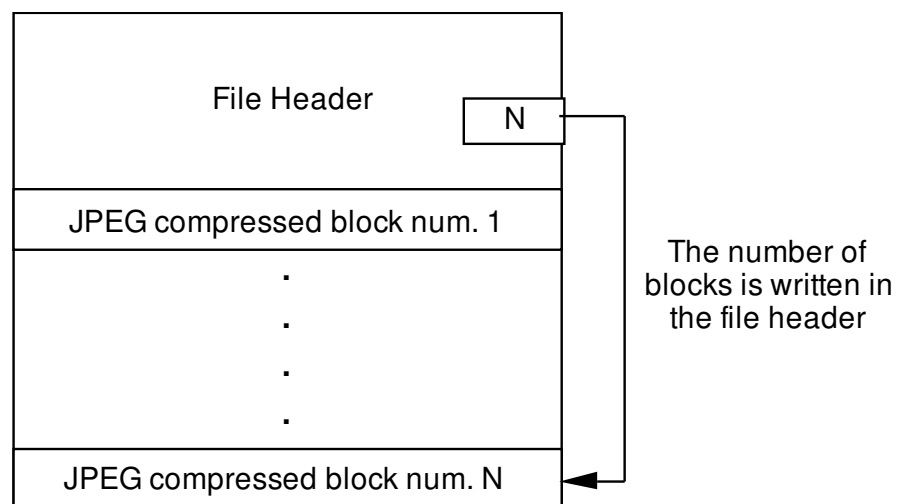 File Header
N
JPEG compressed block num. 1
.
.
.
.
The number of
blocks is written in
the file header
JPEG compressed block num. N